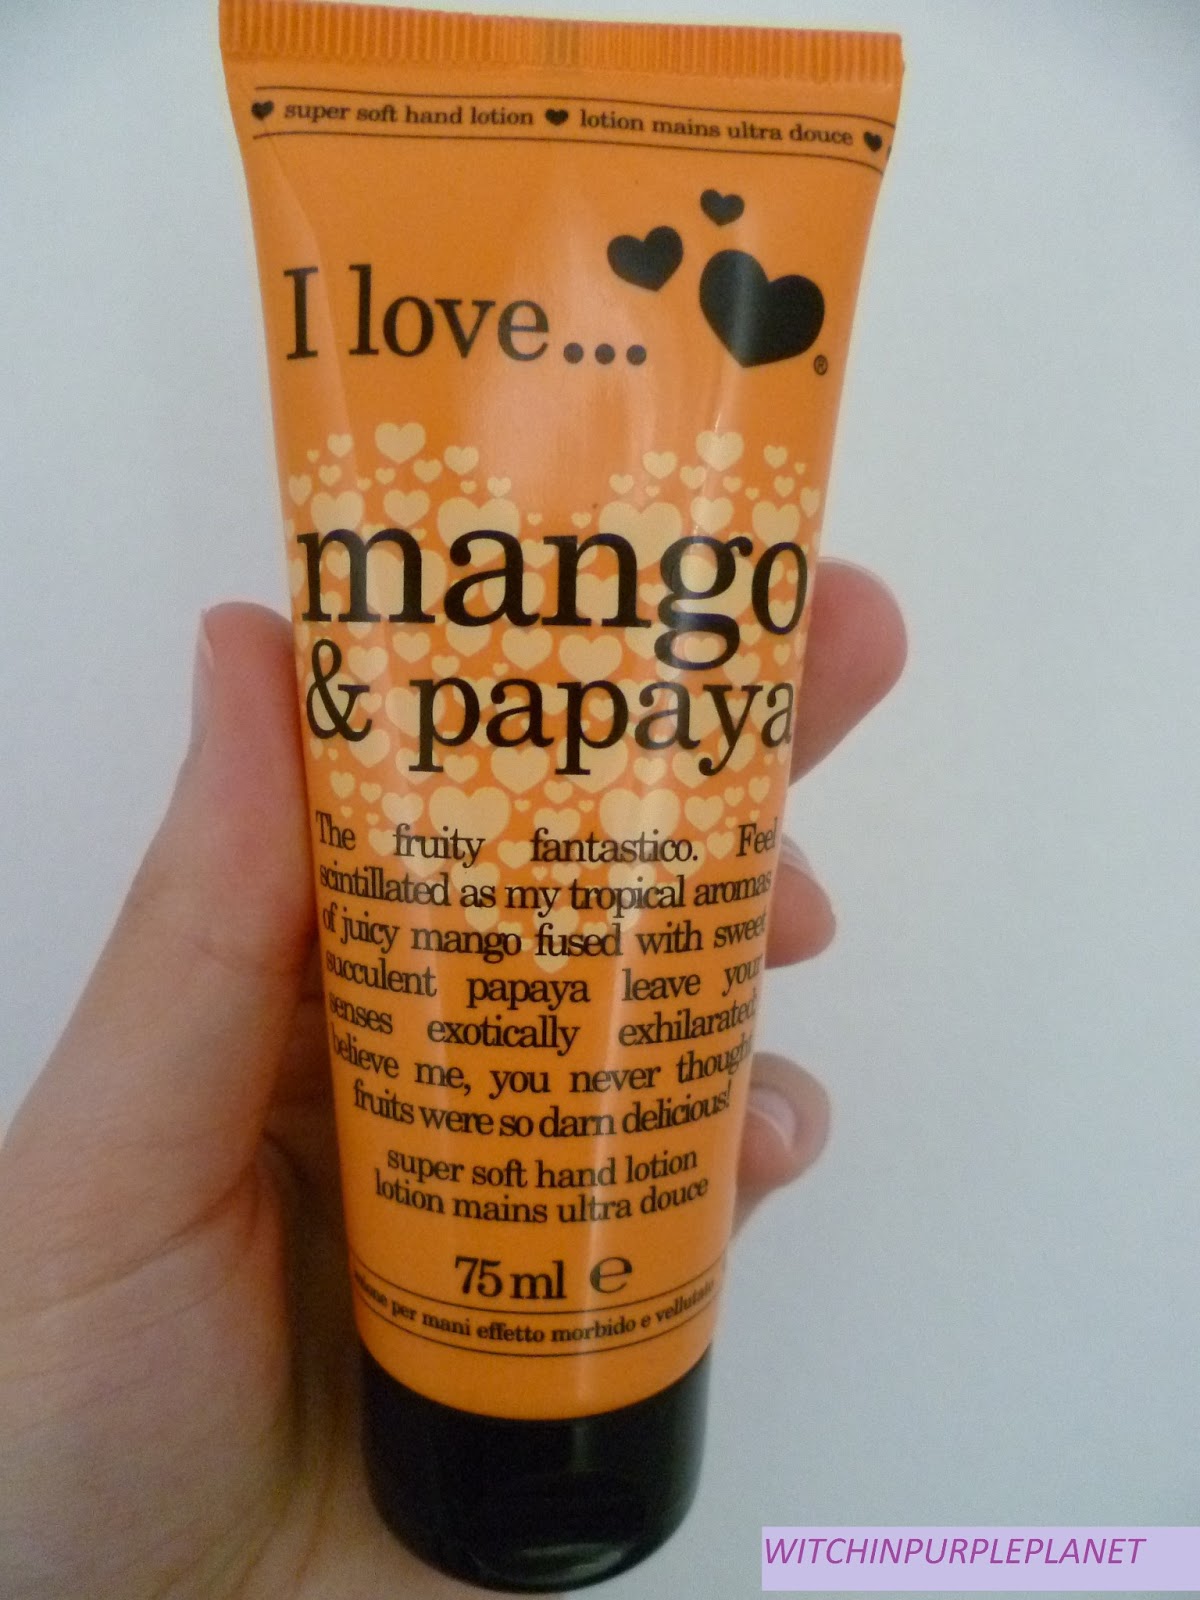 super soft hand lotion lotion mains ultra douce
I love...
®
mango
& papaya
The fruity fantastico. Feel
scintillated as my tropical aromas
of juicy mango fused with sweet
succulent papaya leave your
senses exotically exhilarated;
believe me, you never thought
fruits were so darn delicious!
super soft hand lotion
lotion mains ultra douce
75 ml ℮
per mani effetto morbido e vellutato
WITCHINPURPLEPLANET